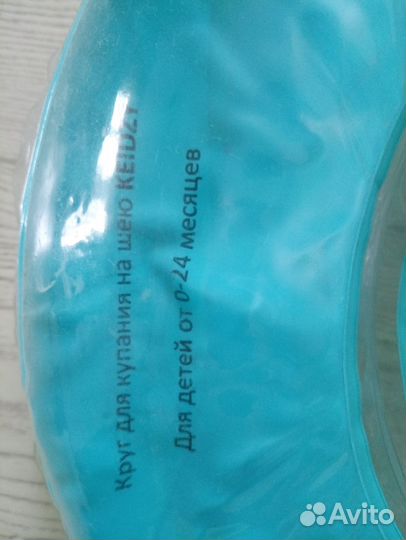 Круг для купания на шею KEIDZY
Для детей от 0-24 месяцев
Avito